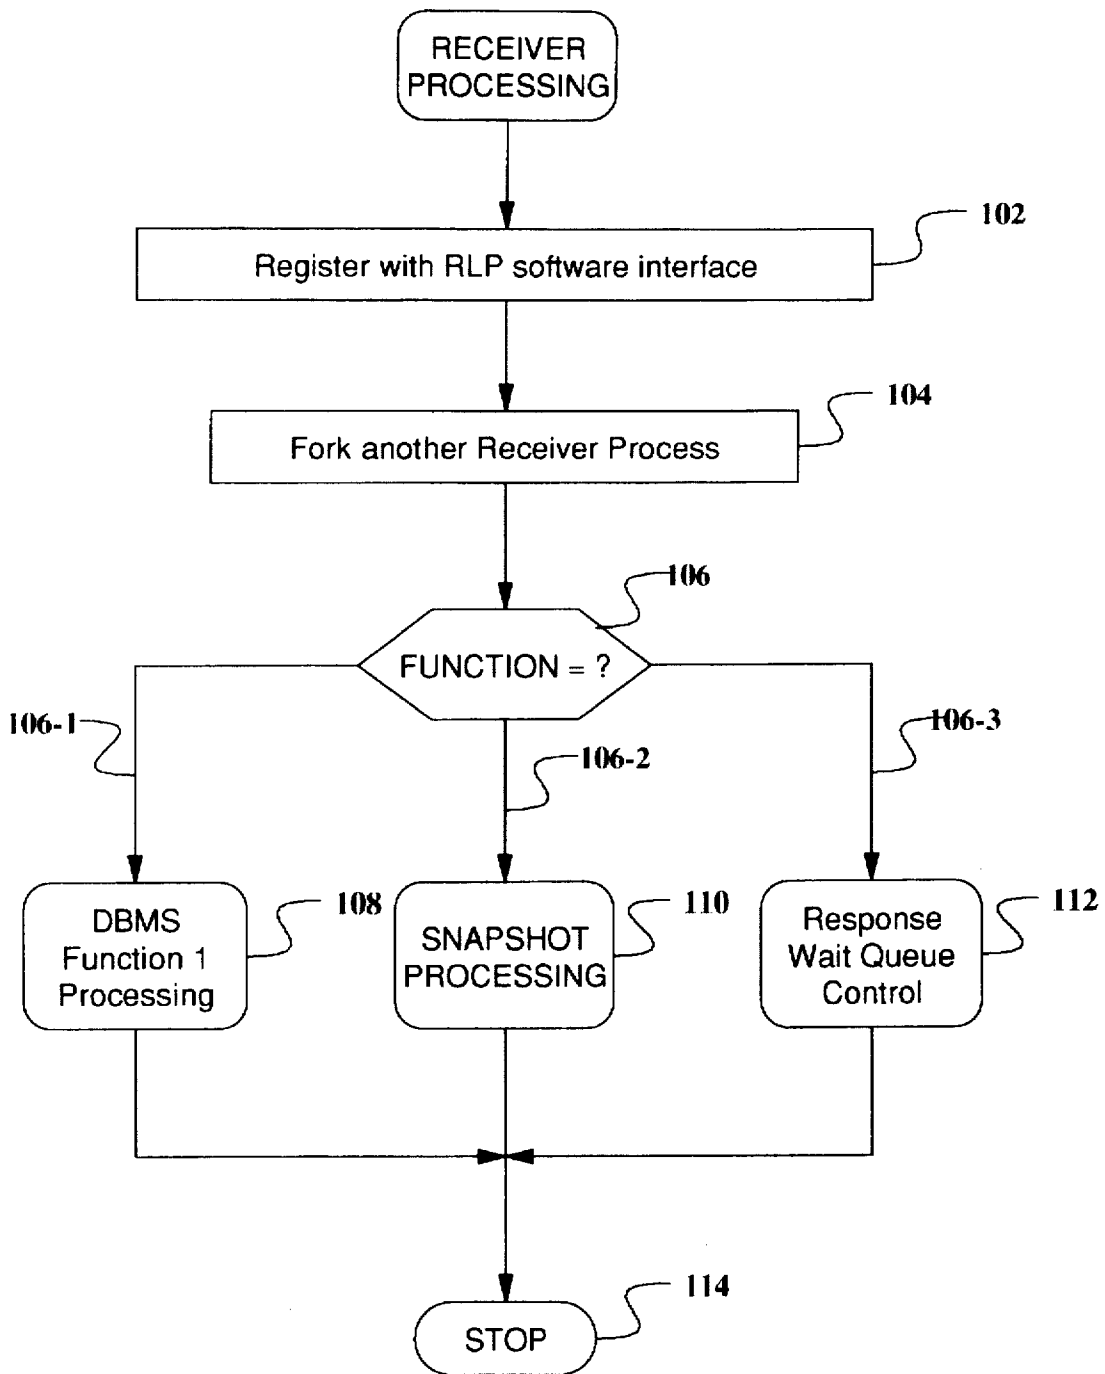 RECEIVER
PROCESSING
102
Register with RLP software interface
104
Fork another Receiver Process
106
FUNCTION = ?
106-1
106-2
106-3
108
DBMS
Function 1
Processing
110
SNAPSHOT
PROCESSING
112
Response
Wait Queue
Control
114
STOP